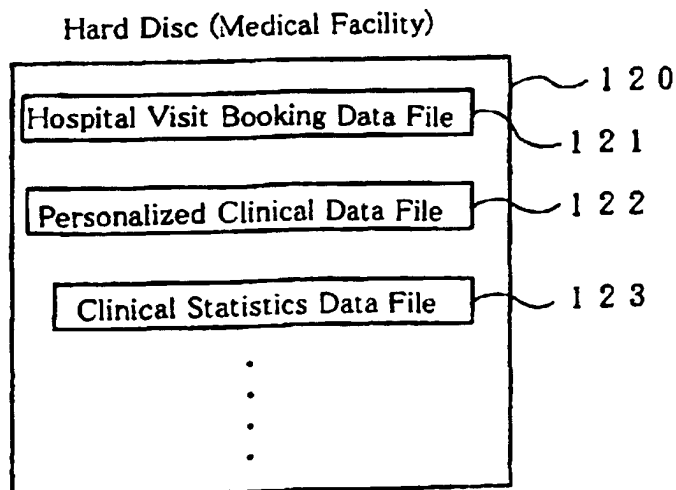 Hard Disc (Medical Facility)
120
Hospital Visit Booking Data File
121
Personalized Clinical Data File
122
Clinical Statistics Data File
123